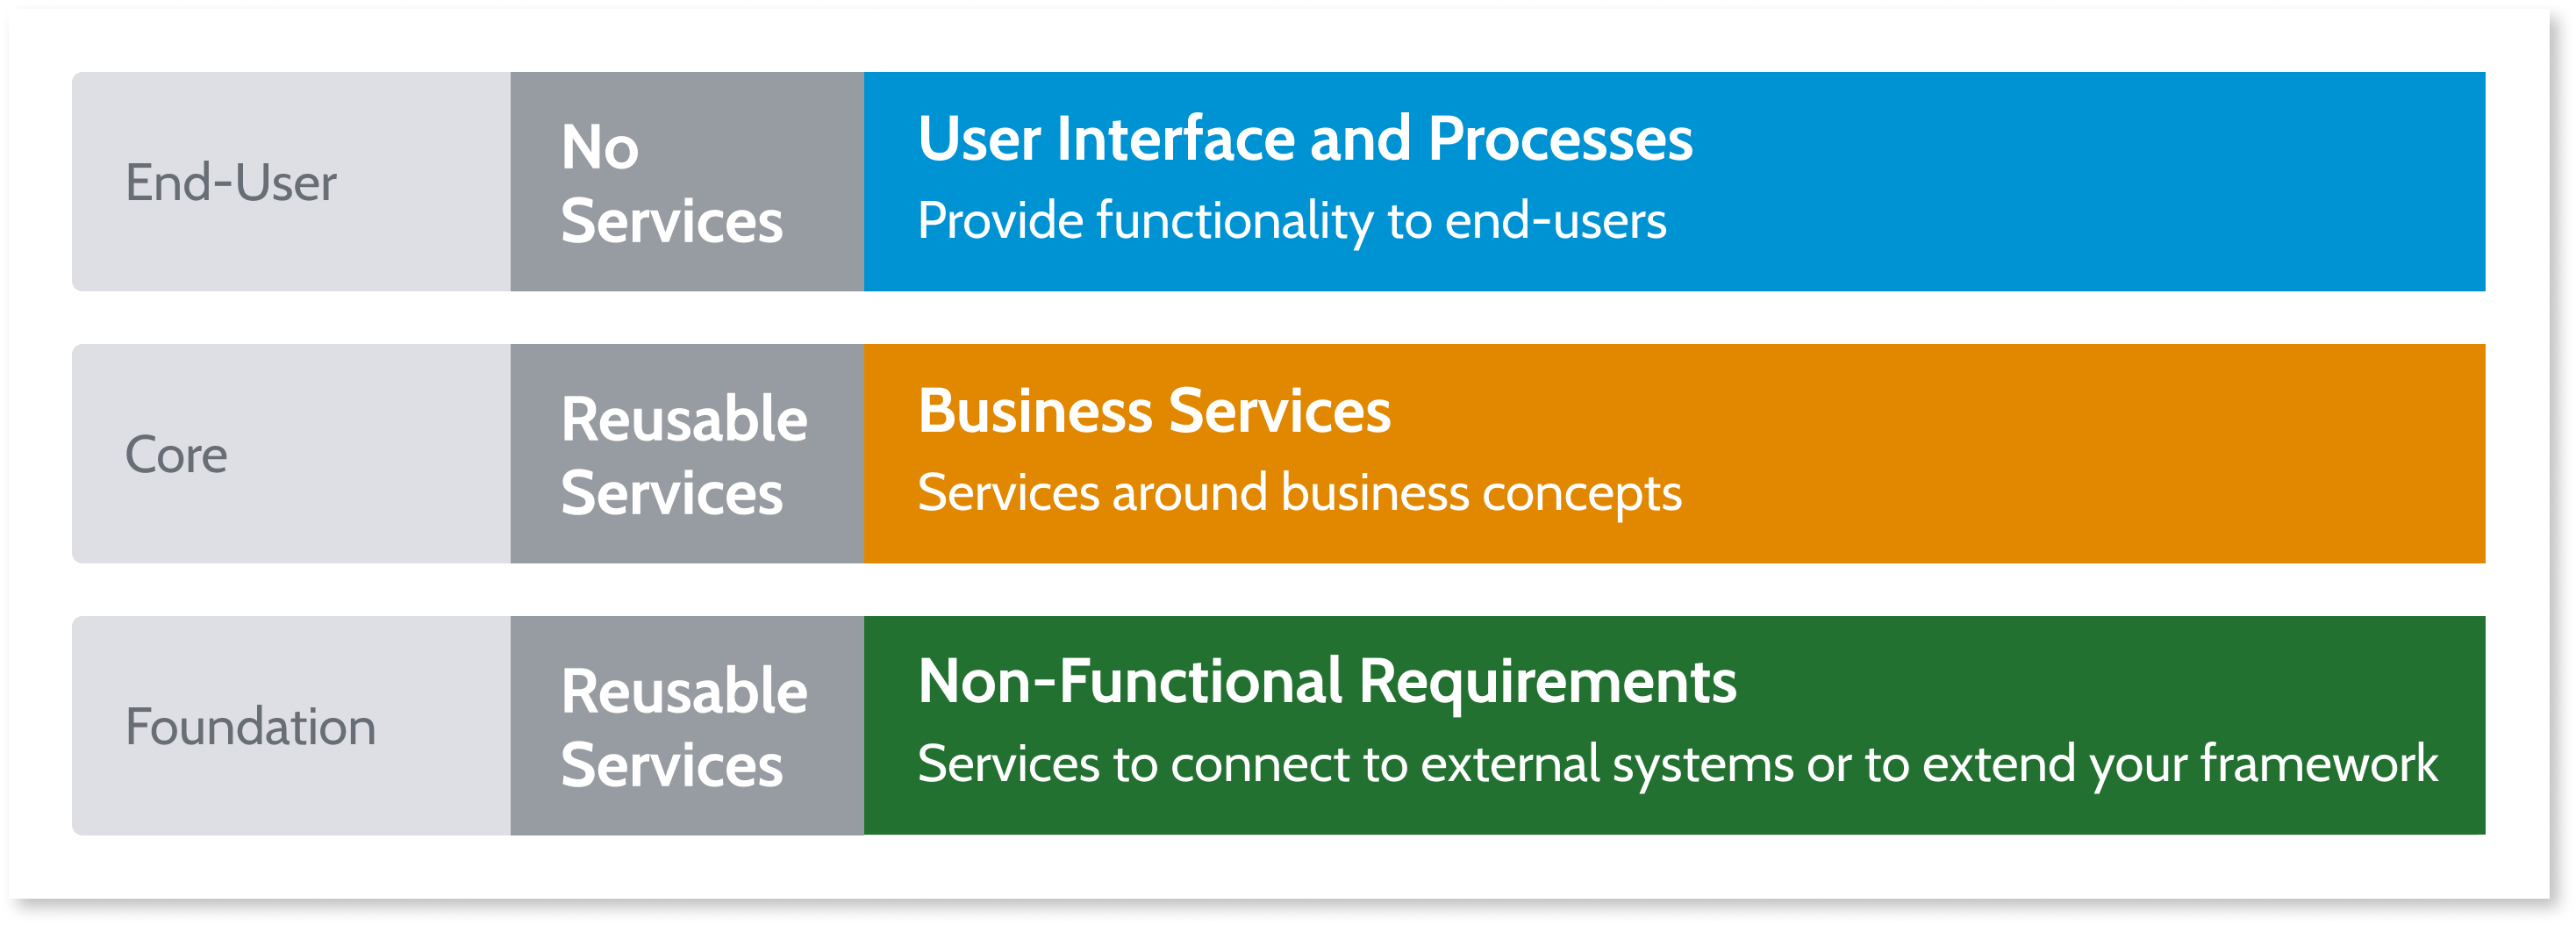 End-User
No
Services
User Interface and Processes
Provide functionality to end-users
Core
Reusable
Services
Business Services
Services around business concepts
Foundation
Reusable
Services
Non-Functional Requirements
Services to connect to external systems or to extend your framework